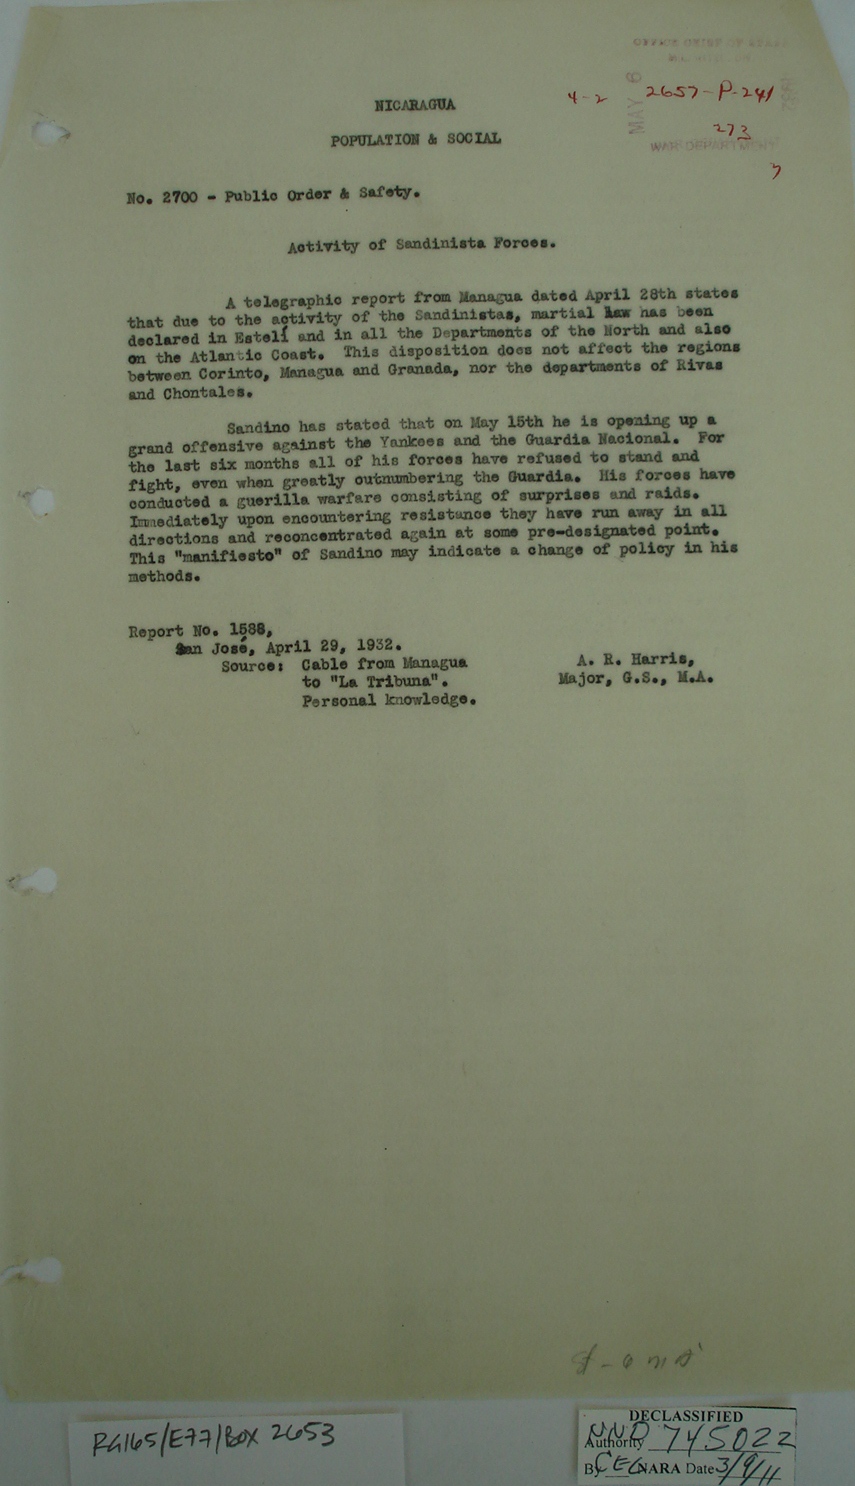 OFFICE CHIEF OF STAFF
4-2 2657-P-241
MAY 6
273
WAR DEPARTMENT
3
NICARAGUA
POPULATION & SOCIAL
No. 2700 - Public Order & Safety.
Activity of Sandinista Forces.
A telegraphic report from Managua dated April 28th states
that due to the activity of the Sandinistas, martial law has been
declared in Estelí and in all the Departments of the North and also
on the Atlantic Coast. This disposition does not affect the regions
between Corinto, Managua and Granada, nor the departments of Rivas
and Chontales.
Sandino has stated that on May 15th he is opening up a
grand offensive against the Yankees and the Guardia Nacional. For
the last six months all of his forces have refused to stand and
fight, even when greatly outnumbering the Guardia. His forces have
conducted a guerilla warfare consisting of surprises and raids.
Immediately upon encountering resistance they have run away in all
directions and reconcentrated again at some pre-designated point.
This "manifiesto" of Sandino may indicate a change of policy in his
methods.
Report No. 1588,
San José, April 29, 1932.
Source: Cable from Managua
to "La Tribuna".
Personal knowledge.
A. R. Harris,
Major, G.S., M.A.
RG165/E77/Box 2653
DECLASSIFIED
Authority NND 745022
By CEG NARA Date 3/9/11